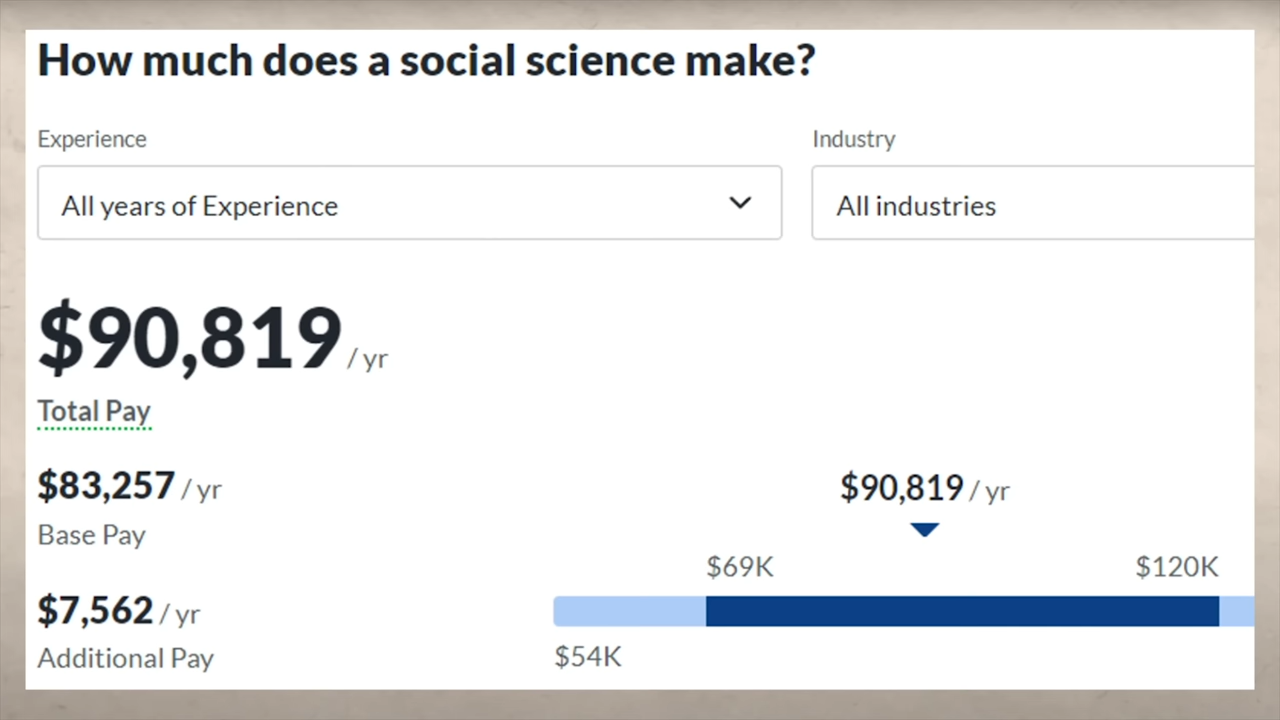 How much does a social science make?
Experience
Industry
All years of Experience
All industries
$90,819 / yr
Total Pay
$83,257 / yr
Base Pay
$7,562 / yr
Additional Pay
$90,819 / yr
$69K
$120K
$54K